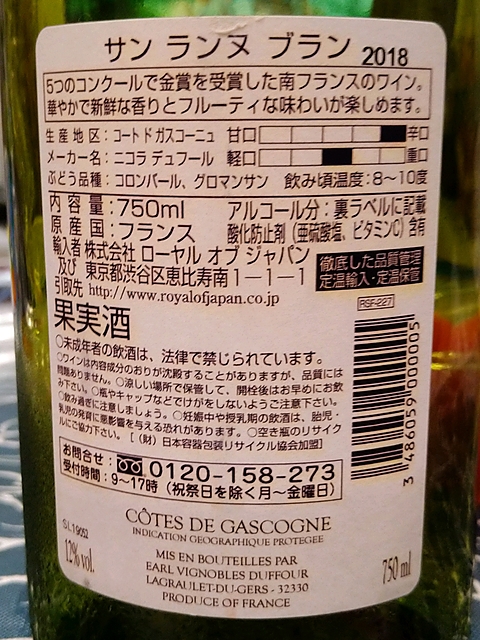 サン ランヌ ブラン 2018
5つのコンクールで金賞を受賞した南フランスのワイン。
華やかで新鮮な香りとフルーティな味わいが楽しめます。
生産地区：コート ド ガスコーニュ 甘口 辛口
メーカー名：ニコラ デュフール 軽口 重口
ぶどう品種：コロンバール、グロマンサン 飲み頃温度：8〜10度
内容量：750ml アルコール分：裏ラベルに記載
原産国：フランス 酸化防止剤（亜硫酸塩、ビタミンC）含有
輸入者 株式会社 ローヤル オブ ジャパン
及び 東京都渋谷区恵比寿南1−1−1
引取先 http://www.royalofjapan.co.jp
徹底した品質管理
定温輸入・定温保管
RSF-227
果実酒
○未成年者の飲酒は、法律で禁じられています。
○ワインは内容成分のおりが沈殿することがありますが、品質には
問題ありません。○涼しい場所で保管して、開栓後はお早めにお飲
み下さい。○瓶やキャップなどでけがをしないようご注意下さい。
○飲み過ぎに注意しましょう。○妊娠中や授乳期の飲酒は、胎児・
乳児の発育に悪影響を与える恐れがあります。○空き瓶のリサイク
ルにご協力下さい。［（財）日本容器包装リサイクル協会加盟］
3 486059 000005
お問合せ： 0120-158-273
受付時間：9〜17時（祝祭日を除く月〜金曜日）
CÔTES DE GASCOGNE
INDICATION GEOGRAPHIQUE PROTEGEE
SL19052
12% vol.
MIS EN BOUTEILLES PAR
EARL VIGNOBLES DUFFOUR
LAGRAULET-DU-GERS - 32330
PRODUCE OF FRANCE
750 ml